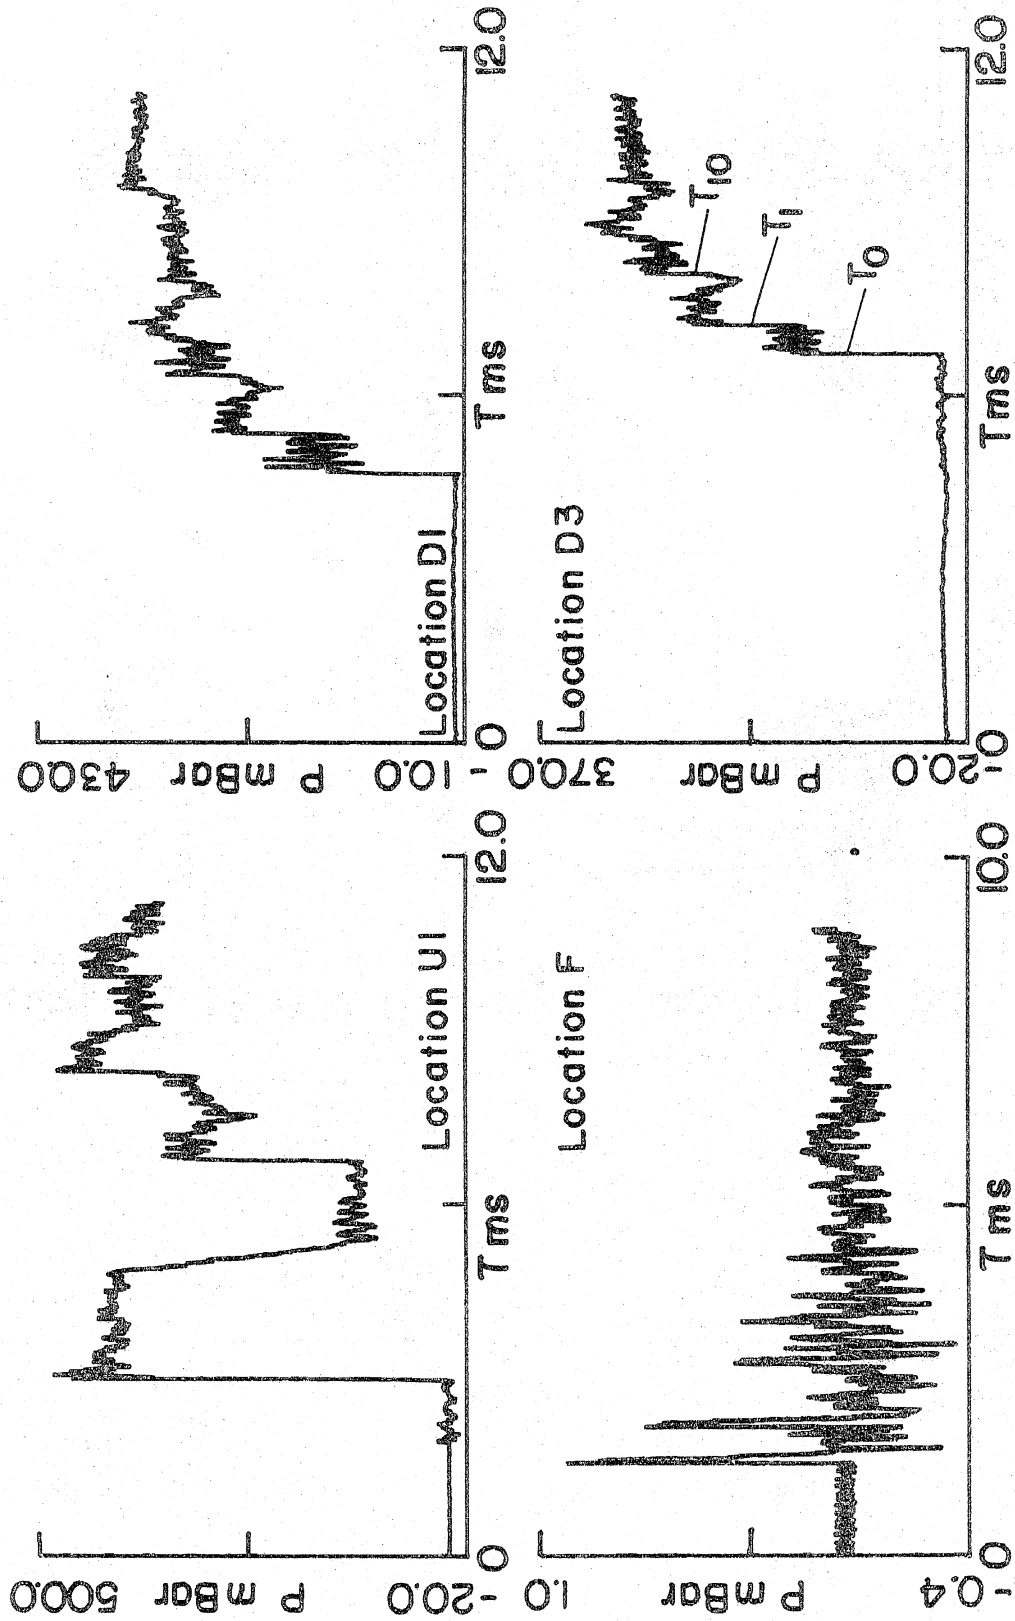 500.0
P mBar
-20.0
Location U1
0
T ms
12.0
430.0
P mBar
-10.0
Location D1
0
T ms
12.0
1.0
P mBar
-0.4
Location F
0
T ms
10.0
370.0
P mBar
-20.0
Location D3
T10
T1
T0
0
T ms
12.0